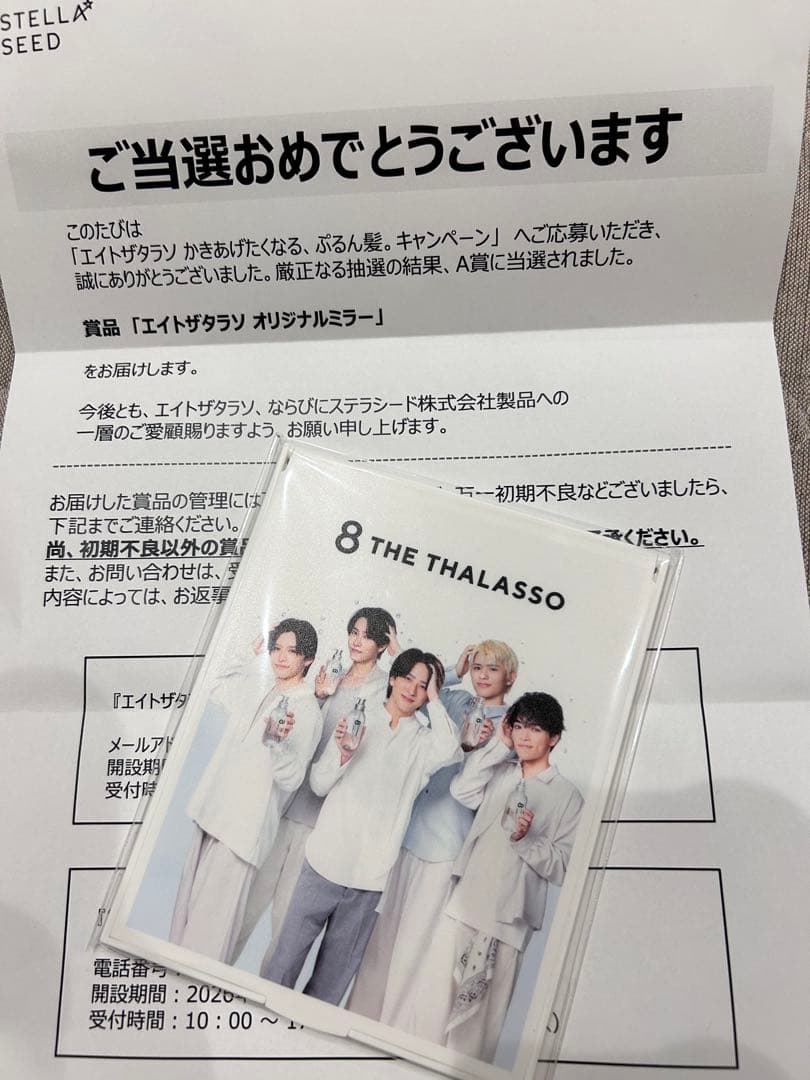 STELLA
SEED
ご当選おめでとうございます
このたびは
「エイトザタラソ かきあげたくなる、ぷるん髪。キャンペーン」 へご応募いただき、
誠にありがとうございました。厳正なる抽選の結果、A賞に当選されました。
賞品 「エイトザタラソ オリジナルミラー」
をお届けします。
今後とも、エイトザタラソ、ならびにステラシード株式会社製品への
一層のご愛顧賜りますよう、お願い申し上げます。
お届けした賞品の管理には 万一初期不良などございましたら、
下記までご連絡ください。
尚、初期不良以外の賞品 ください。
また、お問い合わせは、
内容によっては、お返事
8 THE THALASSO
『エイトザ
メールアド
開設期
受付時
電話番号
開設期間：2026
受付時間：10：00 ～ 1